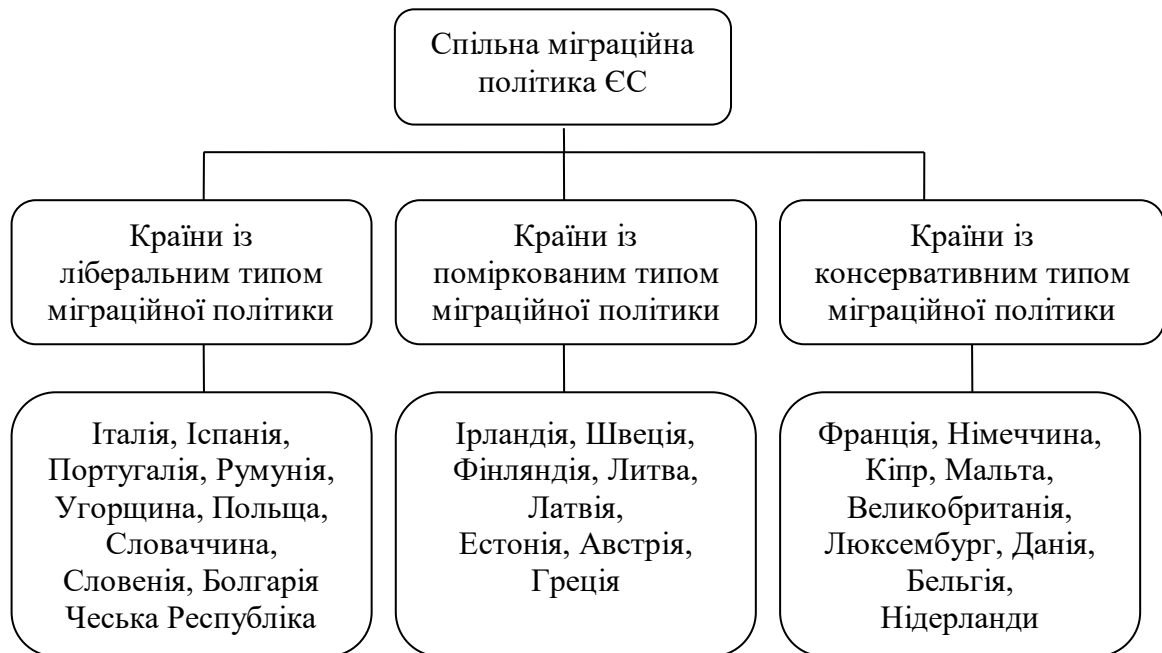 Спільна міграційна
політика ЄС
Країни із
ліберальним типом
міграційної політики
Країни із
поміркованим типом
міграційної політики
Країни із
консервативним типом
міграційної політики
Італія, Іспанія,
Португалія, Румунія,
Угорщина, Польща,
Словаччина,
Словенія, Болгарія
Чеська Республіка
Ірландія, Швеція,
Фінляндія, Литва,
Латвія,
Естонія, Австрія,
Греція
Франція, Німеччина,
Кіпр, Мальта,
Великобританія,
Люксембург, Данія,
Бельгія,
Нідерланди